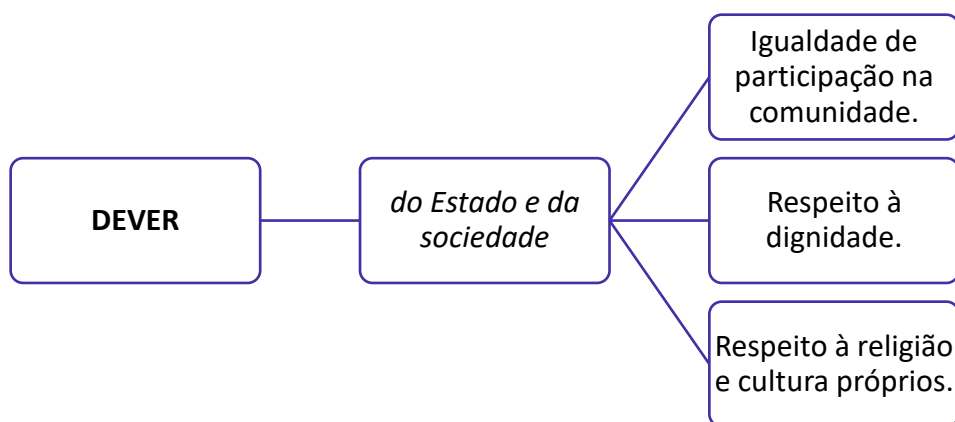 DEVER
do Estado e da
sociedade
Igualdade de
participação na
comunidade.
Respeito à
dignidade.
Respeito à religião
e cultura próprios.